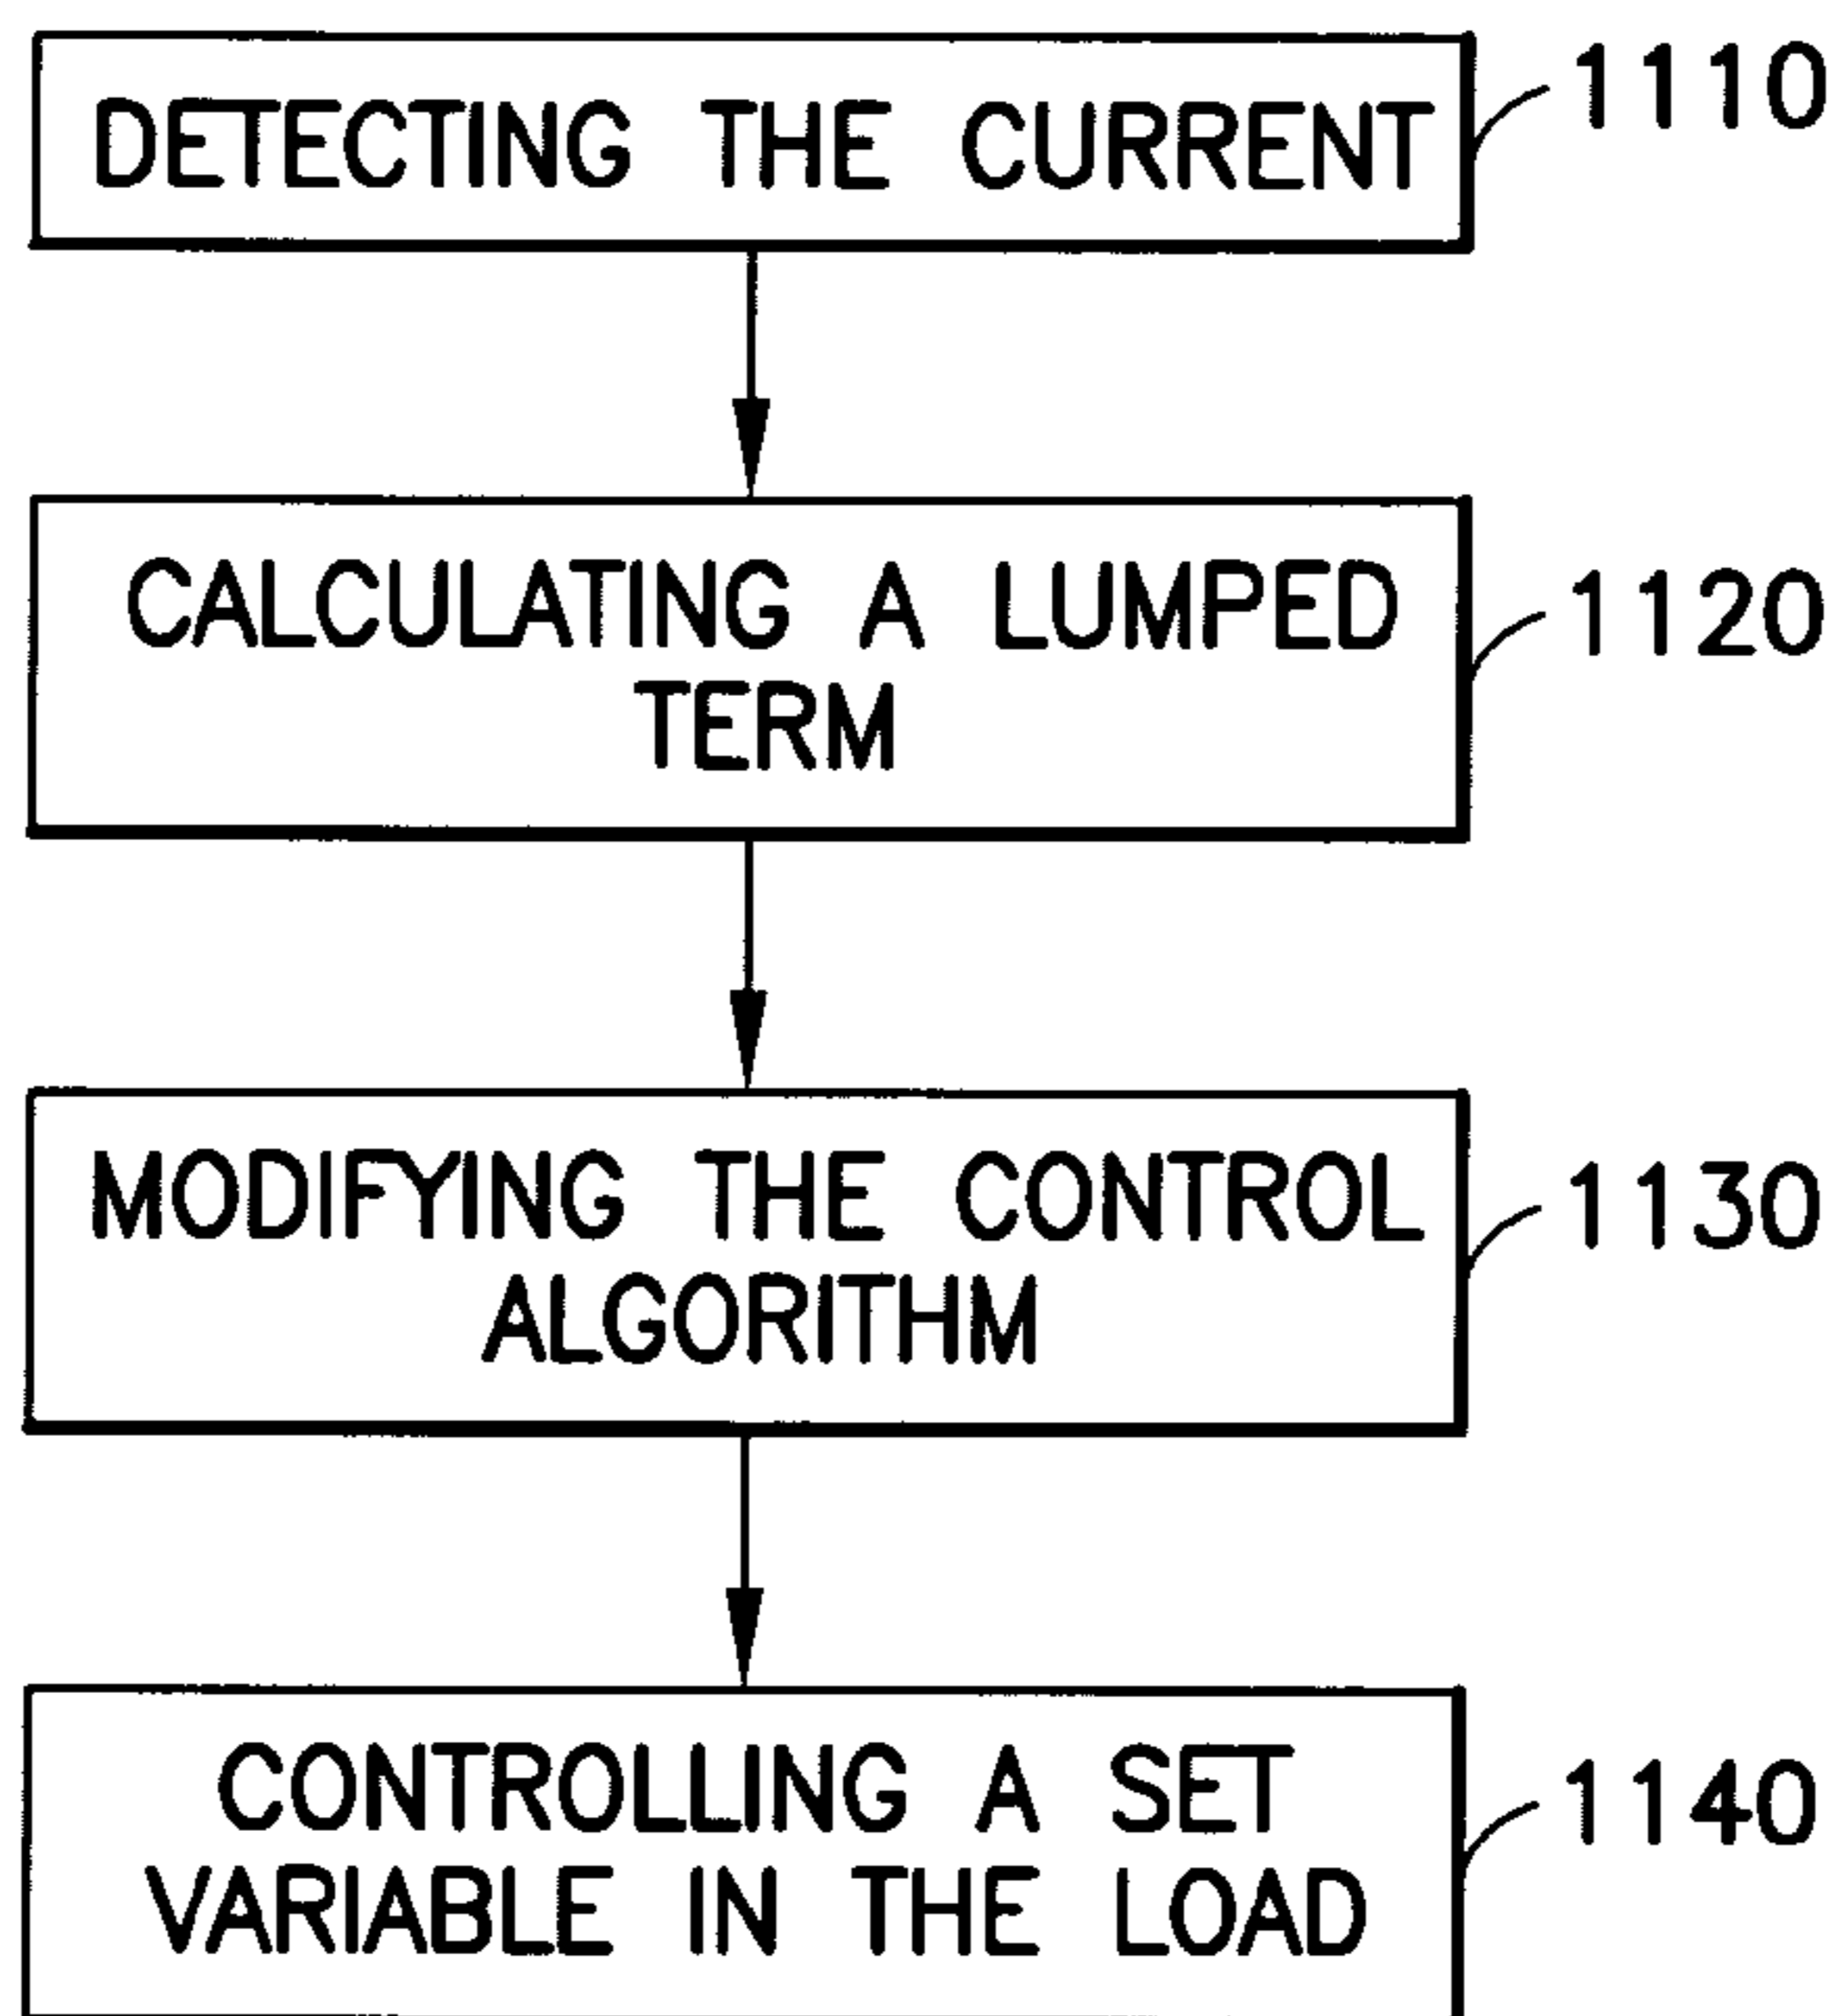 DETECTING THE CURRENT
1110
CALCULATING A LUMPED
TERM
1120
MODIFYING THE CONTROL
ALGORITHM
1130
CONTROLLING A SET
VARIABLE IN THE LOAD
1140